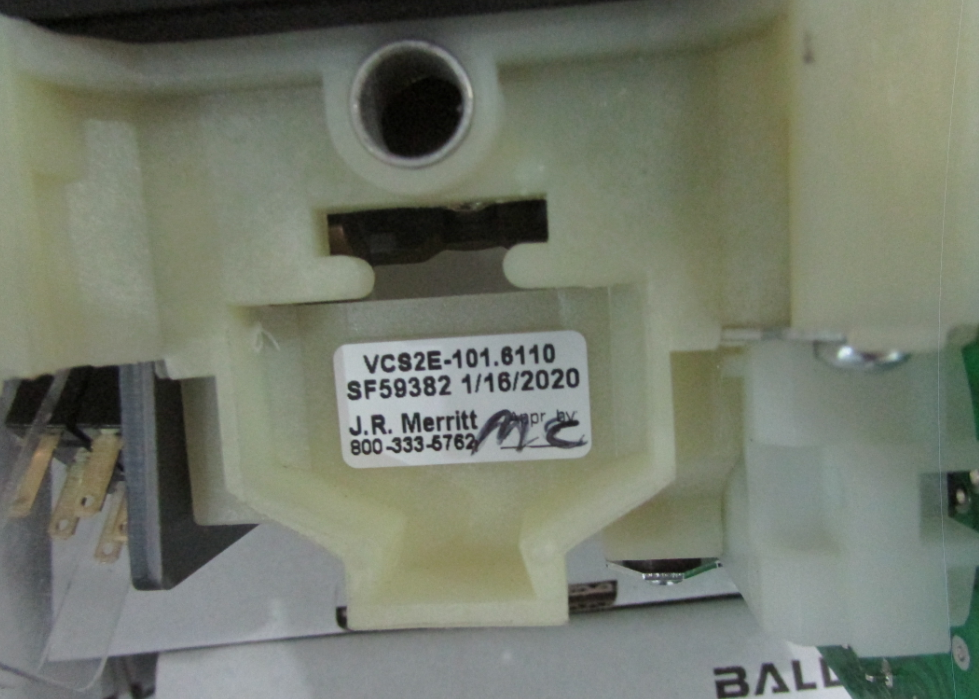 VCS2E-101.6110
SF59382 1/16/2020
J.R. Merritt Appr. by
800-333-5762 MC
BALL